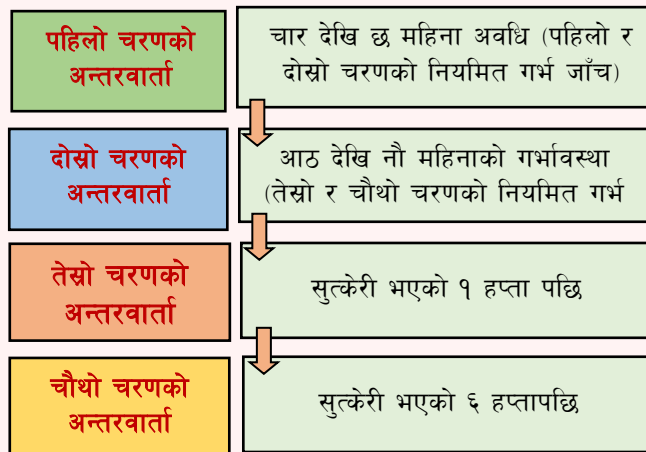 पहिलो चरणको
अन्तरवार्ता
चार देखि छ महिना अवधि (पहिलो र
दोस्रो चरणको नियमित गर्भ जाँच)
दोस्रो चरणको
अन्तरवार्ता
आठ देखि नौ महिनाको गर्भावस्था
(तेस्रो र चौथो चरणको नियमित गर्भ
तेस्रो चरणको
अन्तरवार्ता
सुत्केरी भएको १ हप्ता पछि
चौथो चरणको
अन्तरवार्ता
सुत्केरी भएको ६ हप्तापछि